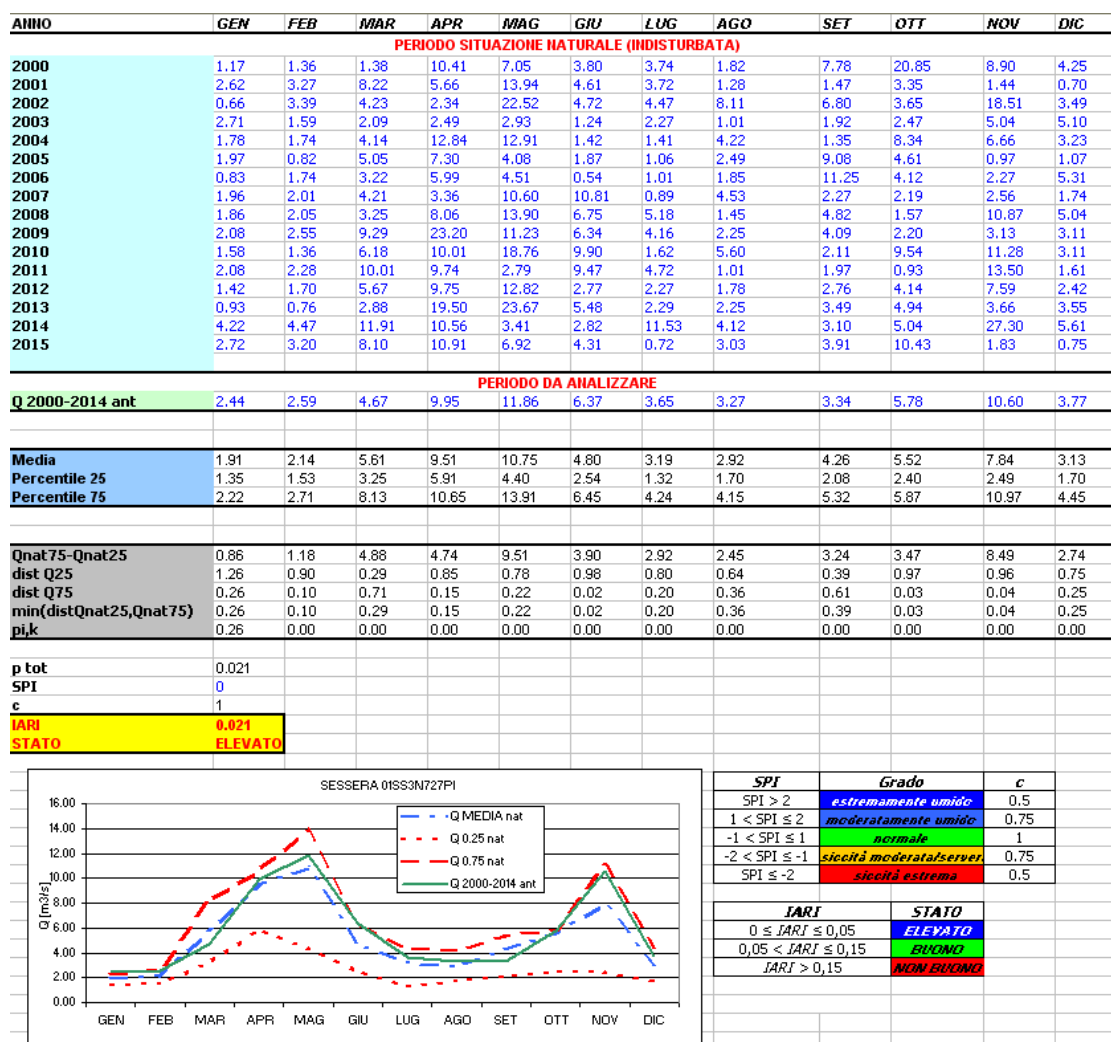 ANNO GEN FEB MAR APR MAG GIU LUG AGO SET OTT NOV DIC
PERIODO SITUAZIONE NATURALE (INDISTURBATA)
2000 1.17 1.36 1.38 10.41 7.05 3.80 3.74 1.82 7.78 20.85 8.90 4.25
2001 2.62 3.27 8.22 5.66 13.94 4.61 3.72 1.28 1.47 3.35 1.44 0.70
2002 0.66 3.39 4.23 2.34 22.52 4.72 4.47 8.11 6.80 3.65 18.51 3.49
2003 2.71 1.59 2.09 2.49 2.93 1.24 2.27 1.01 1.92 2.47 5.04 5.10
2004 1.78 1.74 4.14 12.84 12.91 1.42 1.41 4.22 1.35 8.34 6.66 3.23
2005 1.97 0.82 5.05 7.30 4.08 1.87 1.06 2.49 9.08 4.61 0.97 1.07
2006 0.83 1.74 3.22 5.99 4.51 0.54 1.01 1.85 11.25 4.12 2.27 5.31
2007 1.96 2.01 4.21 3.36 10.60 10.81 0.89 4.53 2.27 2.19 2.56 1.74
2008 1.86 2.05 3.25 8.06 13.90 6.75 5.18 1.45 4.82 1.57 10.87 5.04
2009 2.08 2.55 9.29 23.20 11.23 6.34 4.16 2.25 4.09 2.20 3.13 3.11
2010 1.58 1.36 6.18 10.01 18.76 9.90 1.62 5.60 2.11 9.54 11.28 3.11
2011 2.08 2.28 10.01 9.74 2.79 9.47 4.72 1.01 1.97 0.93 13.50 1.61
2012 1.42 1.70 5.67 9.75 12.82 2.77 2.27 1.78 2.76 4.14 7.59 2.42
2013 0.93 0.76 2.88 19.50 23.67 5.48 2.29 2.25 3.49 4.94 3.66 3.55
2014 4.22 4.47 11.91 10.56 3.41 2.82 11.53 4.12 3.10 5.04 27.30 5.61
2015 2.72 3.20 8.10 10.91 6.92 4.31 0.72 3.03 3.91 10.43 1.83 0.75
PERIODO DA ANALIZZARE
Q 2000-2014 ant 2.44 2.59 4.67 9.95 11.86 6.37 3.65 3.27 3.34 5.78 10.60 3.77
Media 1.91 2.14 5.61 9.51 10.75 4.80 3.19 2.92 4.26 5.52 7.84 3.13
Percentile 25 1.35 1.53 3.25 5.91 4.40 2.54 1.32 1.70 2.08 2.40 2.49 1.70
Percentile 75 2.22 2.71 8.13 10.65 13.91 6.45 4.24 4.15 5.32 5.87 10.97 4.45
Qnat75-Qnat25 0.86 1.18 4.88 4.74 9.51 3.90 2.92 2.45 3.24 3.47 8.49 2.74
dist Q25 1.26 0.90 0.29 0.85 0.78 0.98 0.80 0.64 0.39 0.97 0.96 0.75
dist Q75 0.26 0.10 0.71 0.15 0.22 0.02 0.20 0.36 0.61 0.03 0.04 0.25
min(distQnat25,Qnat75) 0.26 0.10 0.29 0.15 0.22 0.02 0.20 0.36 0.39 0.03 0.04 0.25
pi,k 0.26 0.00 0.00 0.00 0.00 0.00 0.00 0.00 0.00 0.00 0.00 0.00
p tot 0.021
SPI 0
c 1
IARI 0.021
STATO ELEVATO
SESSERA 01SS3N727PI
Q [m3/s]
16.00
14.00
12.00
10.00
8.00
6.00
4.00
2.00
0.00
Q MEDIA nat
Q 0.25 nat
Q 0.75 nat
Q 2000-2014 ant
GEN FEB MAR APR MAG GIU LUG AGO SET OTT NOV DIC
SPI Grado c
SPI > 2 estremamente umido 0.5
1 < SPI ≤ 2 moderatamente umido 0.75
-1 < SPI ≤ 1 normale 1
-2 < SPI ≤ -1 siccità moderata/server. 0.75
SPI ≤ -2 siccità estrema 0.5
IARI STATO
0 ≤ IARI ≤ 0,05 ELEVATO
0,05 < IARI ≤ 0,15 BUONO
IARI > 0,15 NON BUONO